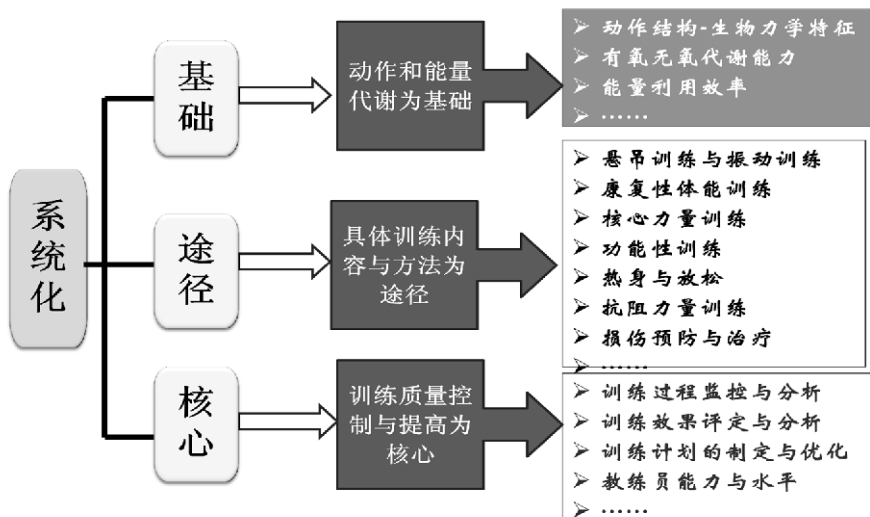 系统化
基础
动作和能量
代谢为基础
动作结构-生物力学特征
有氧无氧代谢能力
能量利用效率
……
途径
具体训练内
容与方法为
途径
悬吊训练与振动训练
康复性体能训练
核心力量训练
功能性训练
热身与放松
抗阻力量训练
损伤预防与治疗
……
核心
训练质量控
制与提高为
核心
训练过程监控与分析
训练效果评定与分析
训练计划的制定与优化
教练员能力与水平
……